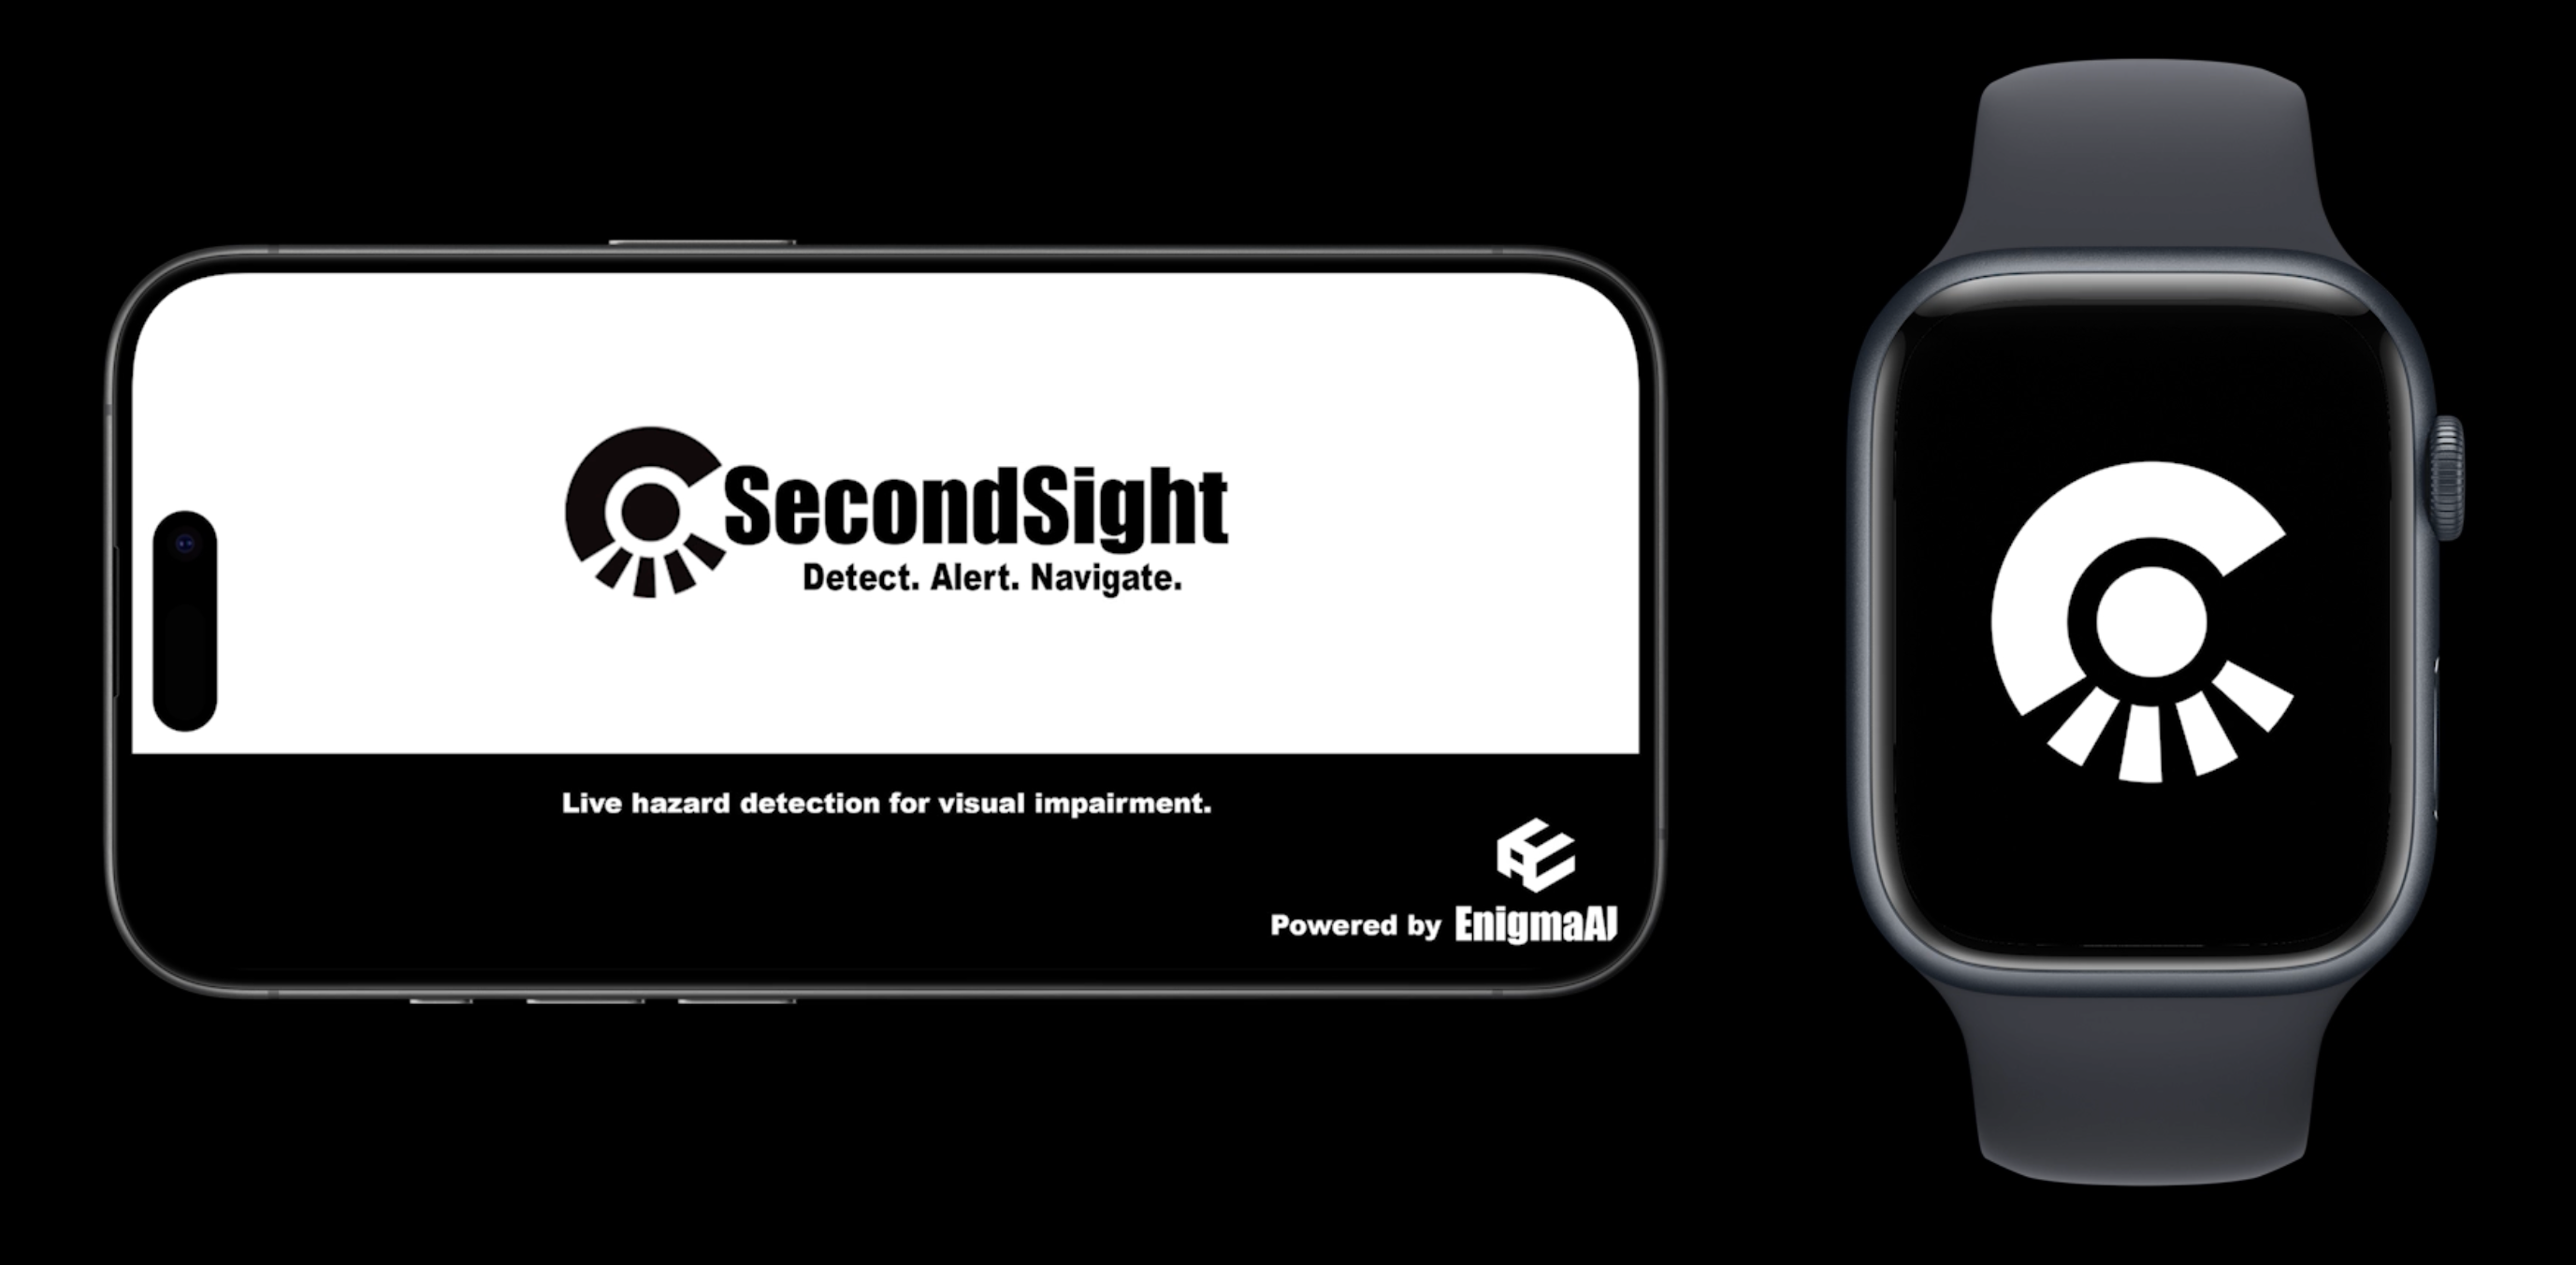 SecondSight
Detect. Alert. Navigate.
Live hazard detection for visual impairment.
Powered by EnigmaAI